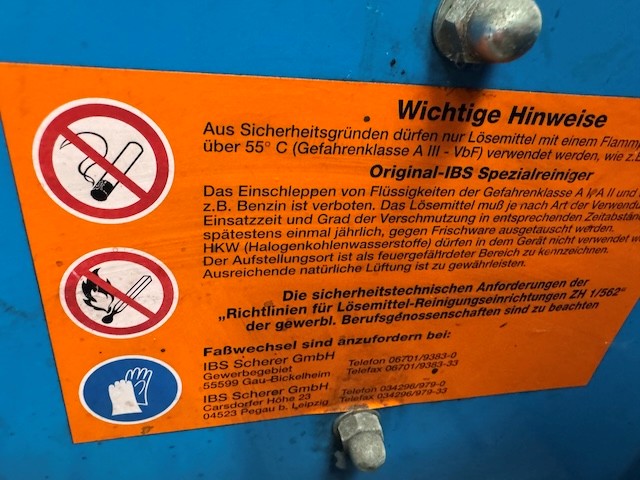 Wichtige Hinweise
Aus Sicherheitsgründen dürfen nur Lösemittel mit einem
über 55° C (Gefahrenklasse A III - VbF) verwendet werden, wie
Original-IBS Spezialreiniger
Das Einschleppen von Flüssigkeiten der Gefahrenklasse A I, A II und
z.B. Benzin ist verboten. Das Lösemittel muß je nach Art der
Einsatzzeit und Grad der Verschmutzung in entsprechenden
spätestens einmal jährlich, gegen Frischware ausgetauscht werden.
HKW (Halogenkohlenwasserstoffe) dürfen in dem Gerät nicht verwendet
Der Aufstellungsort ist als feuergefährdeter Bereich zu kennzeichnen.
Ausreichende natürliche Lüftung ist zu gewährleisten.
Die sicherheitstechnischen Anforderungen der
„Richtlinien für Lösemittel-Reinigungseinrichtungen ZH 1/562“
der gewerbl. Berufsgenossenschaften sind zu beachten
Faßwechsel sind anzufordern bei:
IBS Scherer GmbH Telefon 06701/9383-0
Gewerbegebiet Telefax 06701/9383-33
55599 Gau-Bickelheim
IBS Scherer GmbH Telefon 034296/979-0
Carsdorfer Höhe 23 Telefax 034296/979-33
04523 Pegau b. Leipzig